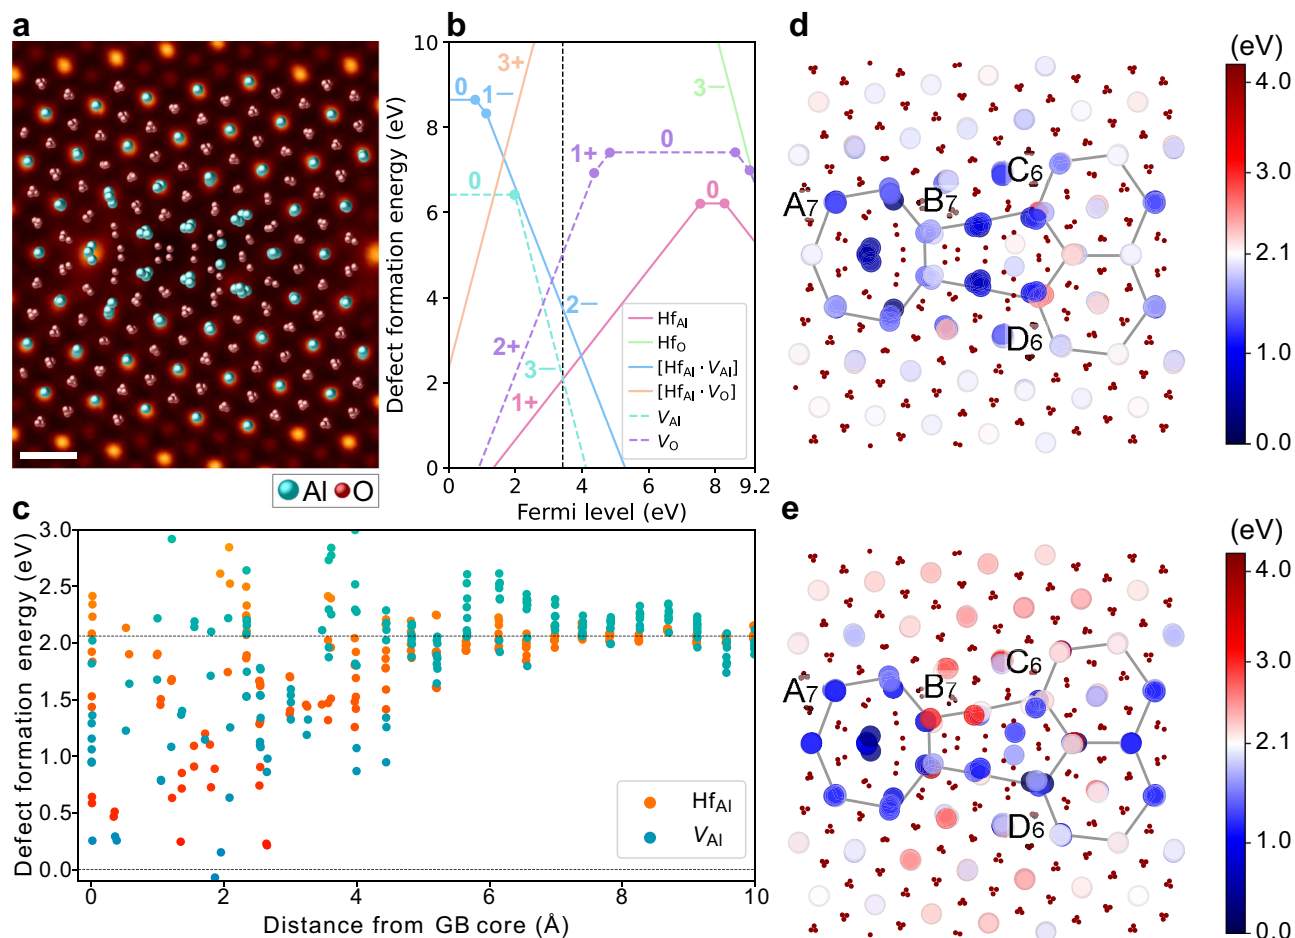 a
Al O
b
Defect formation energy (eV)
10
8
6
4
2
0
0 2 4 6 8 9.2
Fermi level (eV)
0
1−
3+
3−
0
1+
0
0
2−
2+
3−
1+
Hf_Al
Hf_O
[Hf_Al · V_Al]
[Hf_Al · V_O]
V_Al
V_O
c
Defect formation energy (eV)
3.0
2.5
2.0
1.5
1.0
0.5
0.0
0 2 4 6 8 10
Distance from GB core (Å)
Hf_Al
V_Al
d
(eV)
4.0
3.0
2.1
1.0
0.0
A7
B7
C6
D6
e
(eV)
4.0
3.0
2.1
1.0
0.0
A7
B7
C6
D6